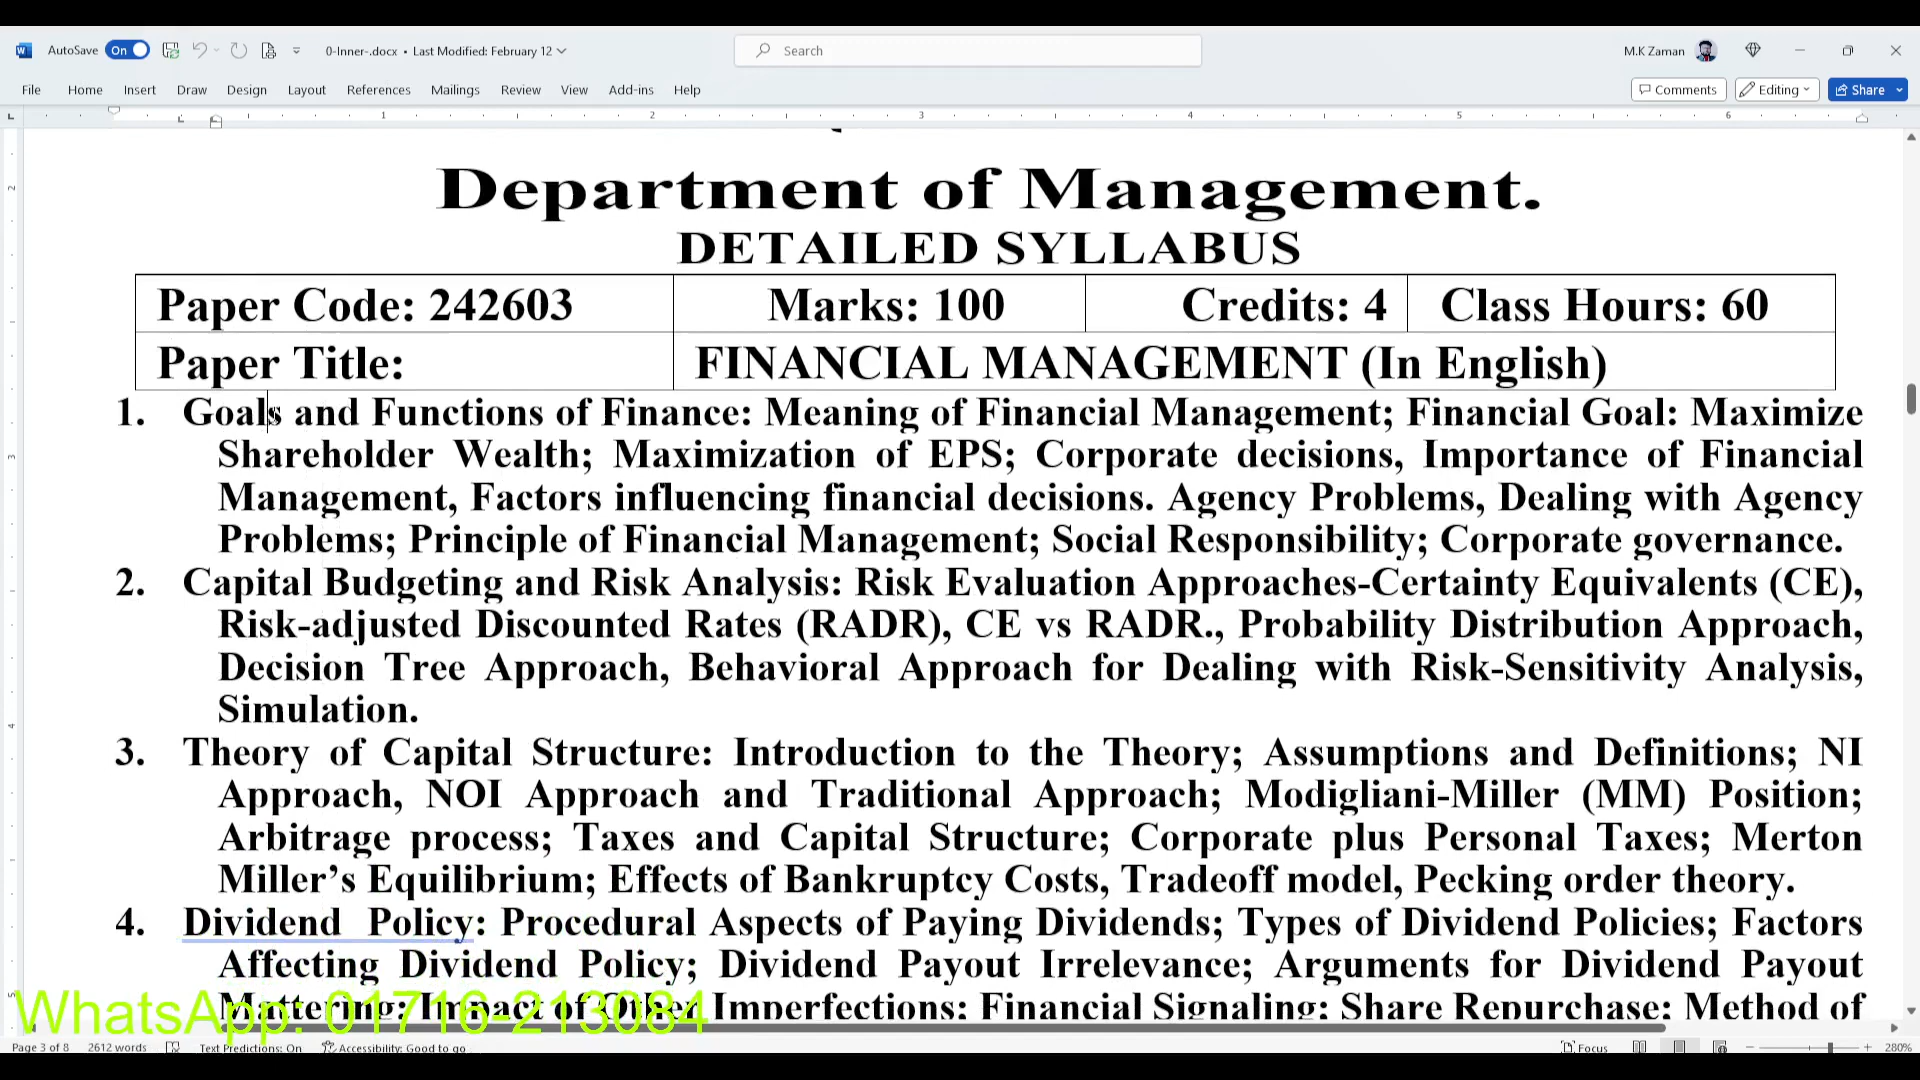 AutoSave On 0-Inner-.docx • Last Modified: February 12 Search M.K Zaman
File Home Insert Draw Design Layout References Mailings Review View Add-ins Help Comments Editing Share
1 2 3 4 5 6
Department of Management.
DETAILED SYLLABUS
Paper Code: 242603 Marks: 100 Credits: 4 Class Hours: 60
Paper Title: FINANCIAL MANAGEMENT (In English)
1. Goals and Functions of Finance: Meaning of Financial Management; Financial Goal: Maximize
Shareholder Wealth; Maximization of EPS; Corporate decisions, Importance of Financial
Management, Factors influencing financial decisions. Agency Problems, Dealing with Agency
Problems; Principle of Financial Management; Social Responsibility; Corporate governance.
2. Capital Budgeting and Risk Analysis: Risk Evaluation Approaches-Certainty Equivalents (CE),
Risk-adjusted Discounted Rates (RADR), CE vs RADR., Probability Distribution Approach,
Decision Tree Approach, Behavioral Approach for Dealing with Risk-Sensitivity Analysis,
Simulation.
3. Theory of Capital Structure: Introduction to the Theory; Assumptions and Definitions; NI
Approach, NOI Approach and Traditional Approach; Modigliani-Miller (MM) Position;
Arbitrage process; Taxes and Capital Structure; Corporate plus Personal Taxes; Merton
Miller’s Equilibrium; Effects of Bankruptcy Costs, Tradeoff model, Pecking order theory.
4. Dividend Policy: Procedural Aspects of Paying Dividends; Types of Dividend Policies; Factors
Affecting Dividend Policy; Dividend Payout Irrelevance; Arguments for Dividend Payout
Mattering; Impact of Other Imperfections; Financial Signaling; Share Repurchase; Method of
WhatsApp: 01716-213084
Page 3 of 8 2612 words Text Predictions: On Accessibility: Good to go Focus 280%